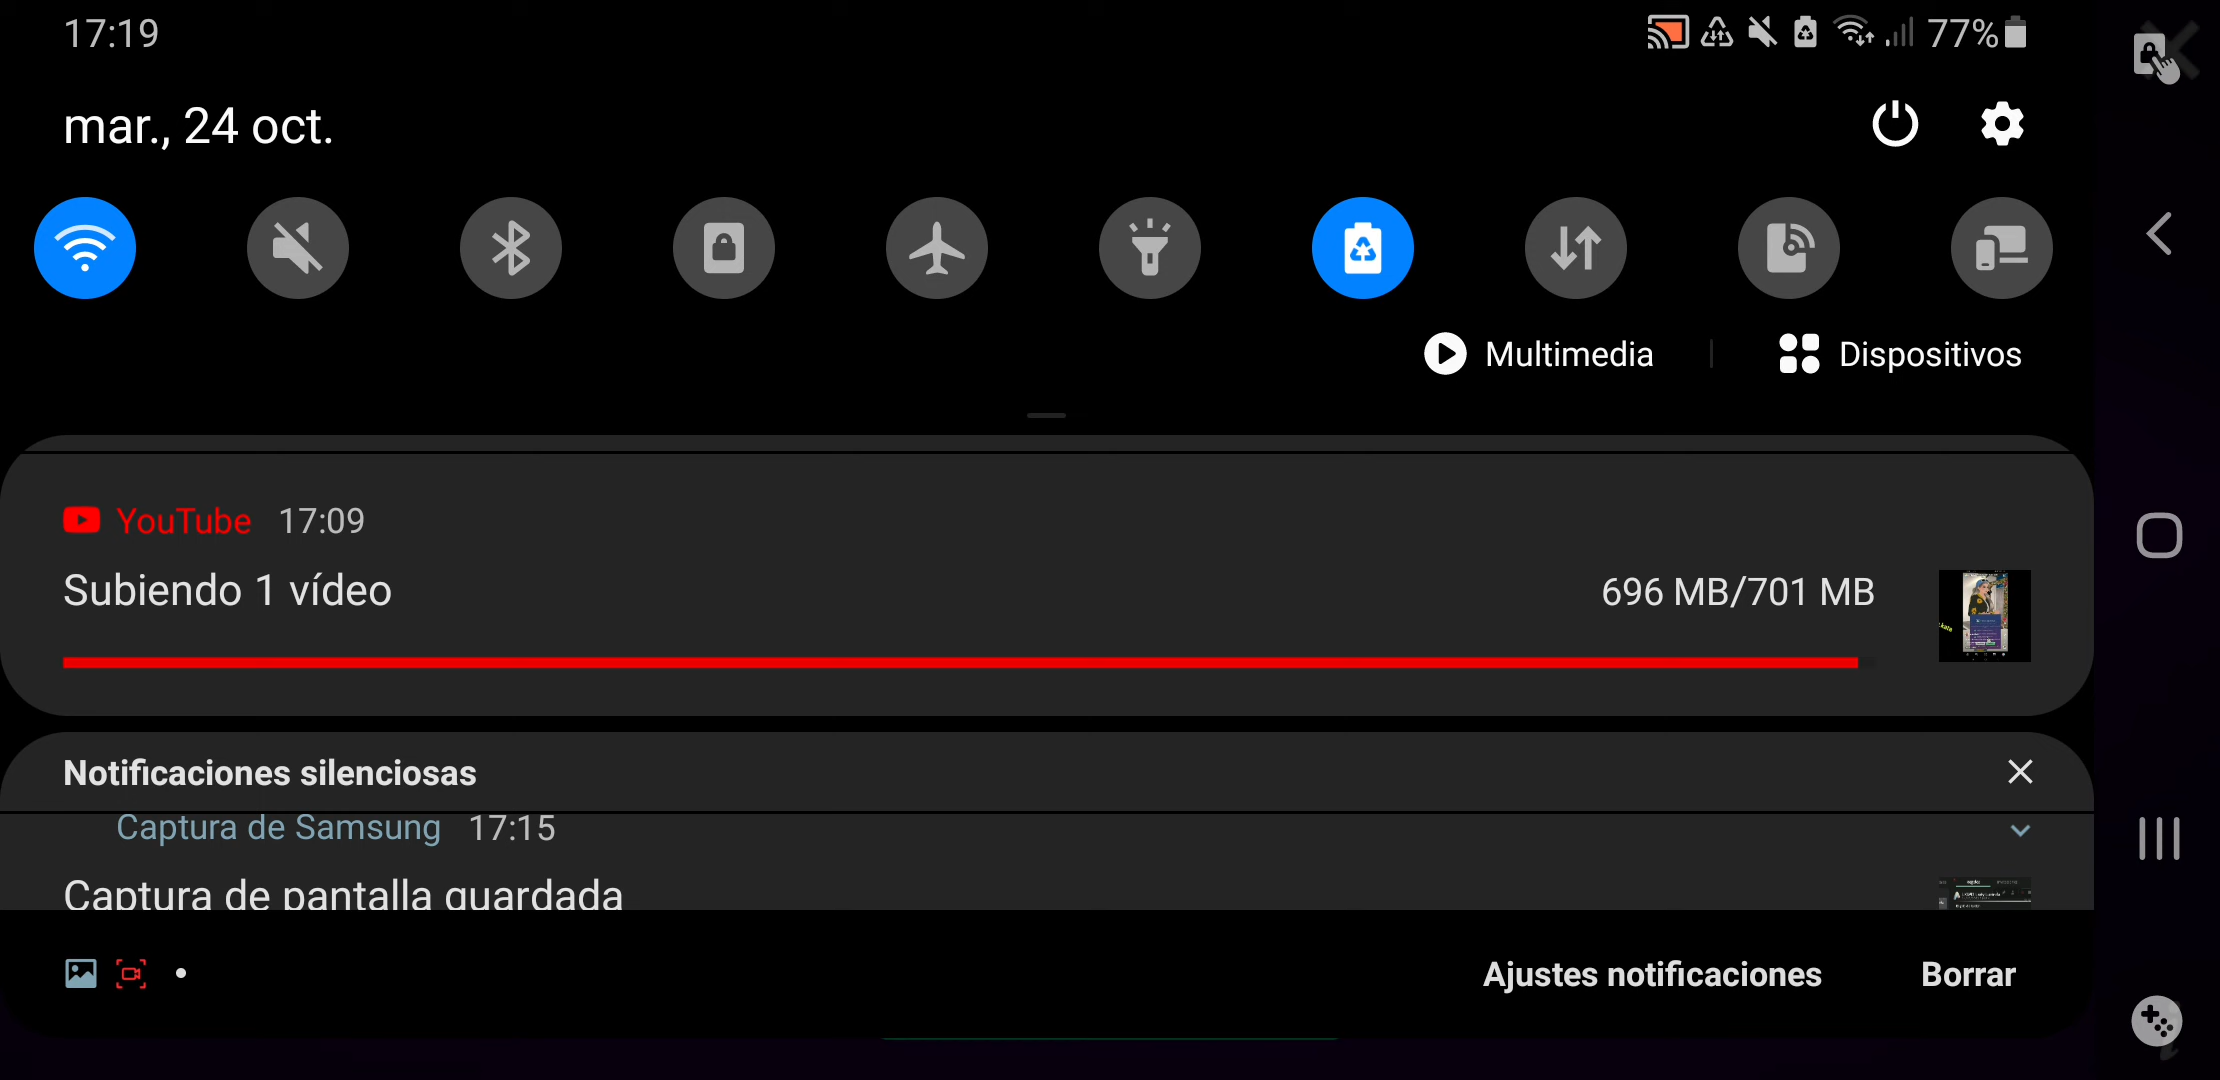 17:19
77%
mar., 24 oct.
Multimedia
Dispositivos
YouTube 17:09
Subiendo 1 vídeo
696 MB/701 MB
Notificaciones silenciosas
Captura de Samsung 17:15
Captura de pantalla guardada
Ajustes notificaciones
Borrar